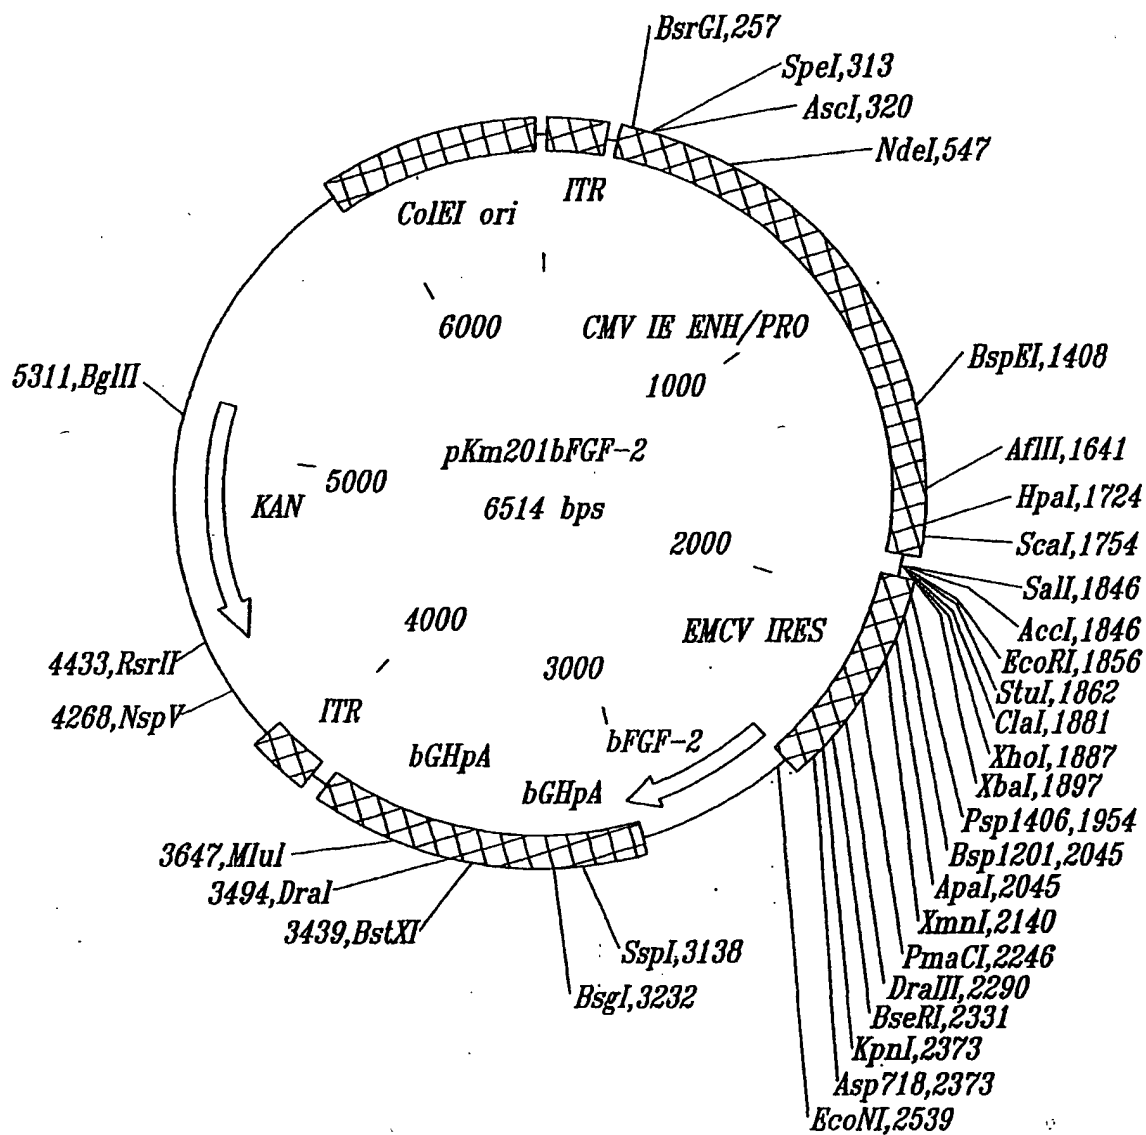 BsrGI,257
SpeI,313
AscI,320
NdeI,547
ITR
ColEI ori
6000
CMV IE ENH/PRO
1000
BspEI,1408
5311,BglII
AflII,1641
pKm201bFGF-2
5000
HpaI,1724
KAN
6514 bps
ScaI,1754
2000
SalI,1846
4000
EMCV IRES
AccI,1846
4433,RsrII
3000
EcoRI,1856
StuI,1862
4268,NspV
ITR
ClaI,1881
bGHpA
bFGF-2
XhoI,1887
bGHpA
XbaI,1897
Psp1406,1954
3647,MluI
Bsp1201,2045
3494,DraI
ApaI,2045
3439,BstXI
XmnI,2140
SspI,3138
PmaCI,2246
BsgI,3232
DraIII,2290
BseRI,2331
KpnI,2373
Asp718,2373
EcoNI,2539